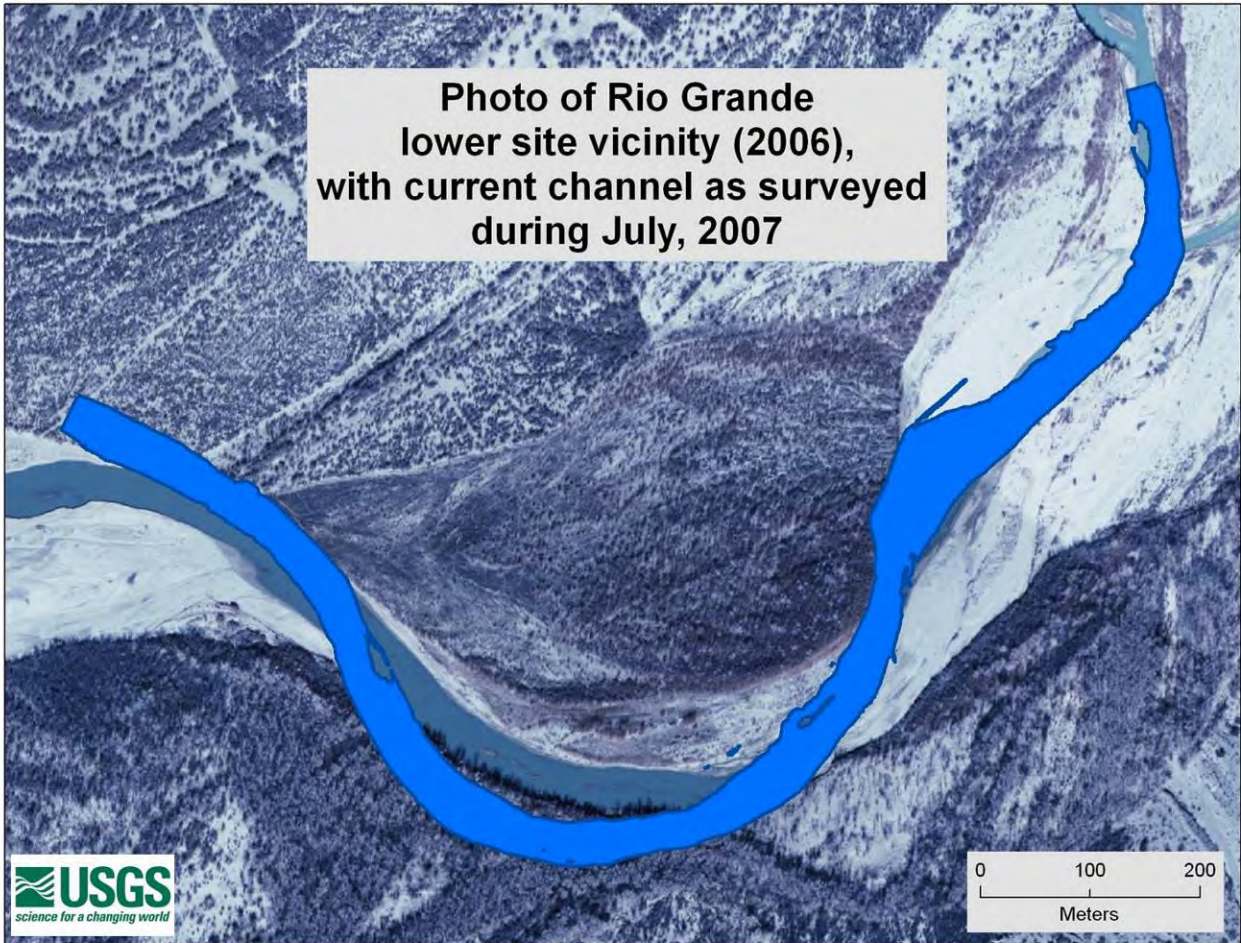 Photo of Rio Grande
lower site vicinity (2006),
with current channel as surveyed
during July, 2007
USGS
science for a changing world
0 100 200
Meters